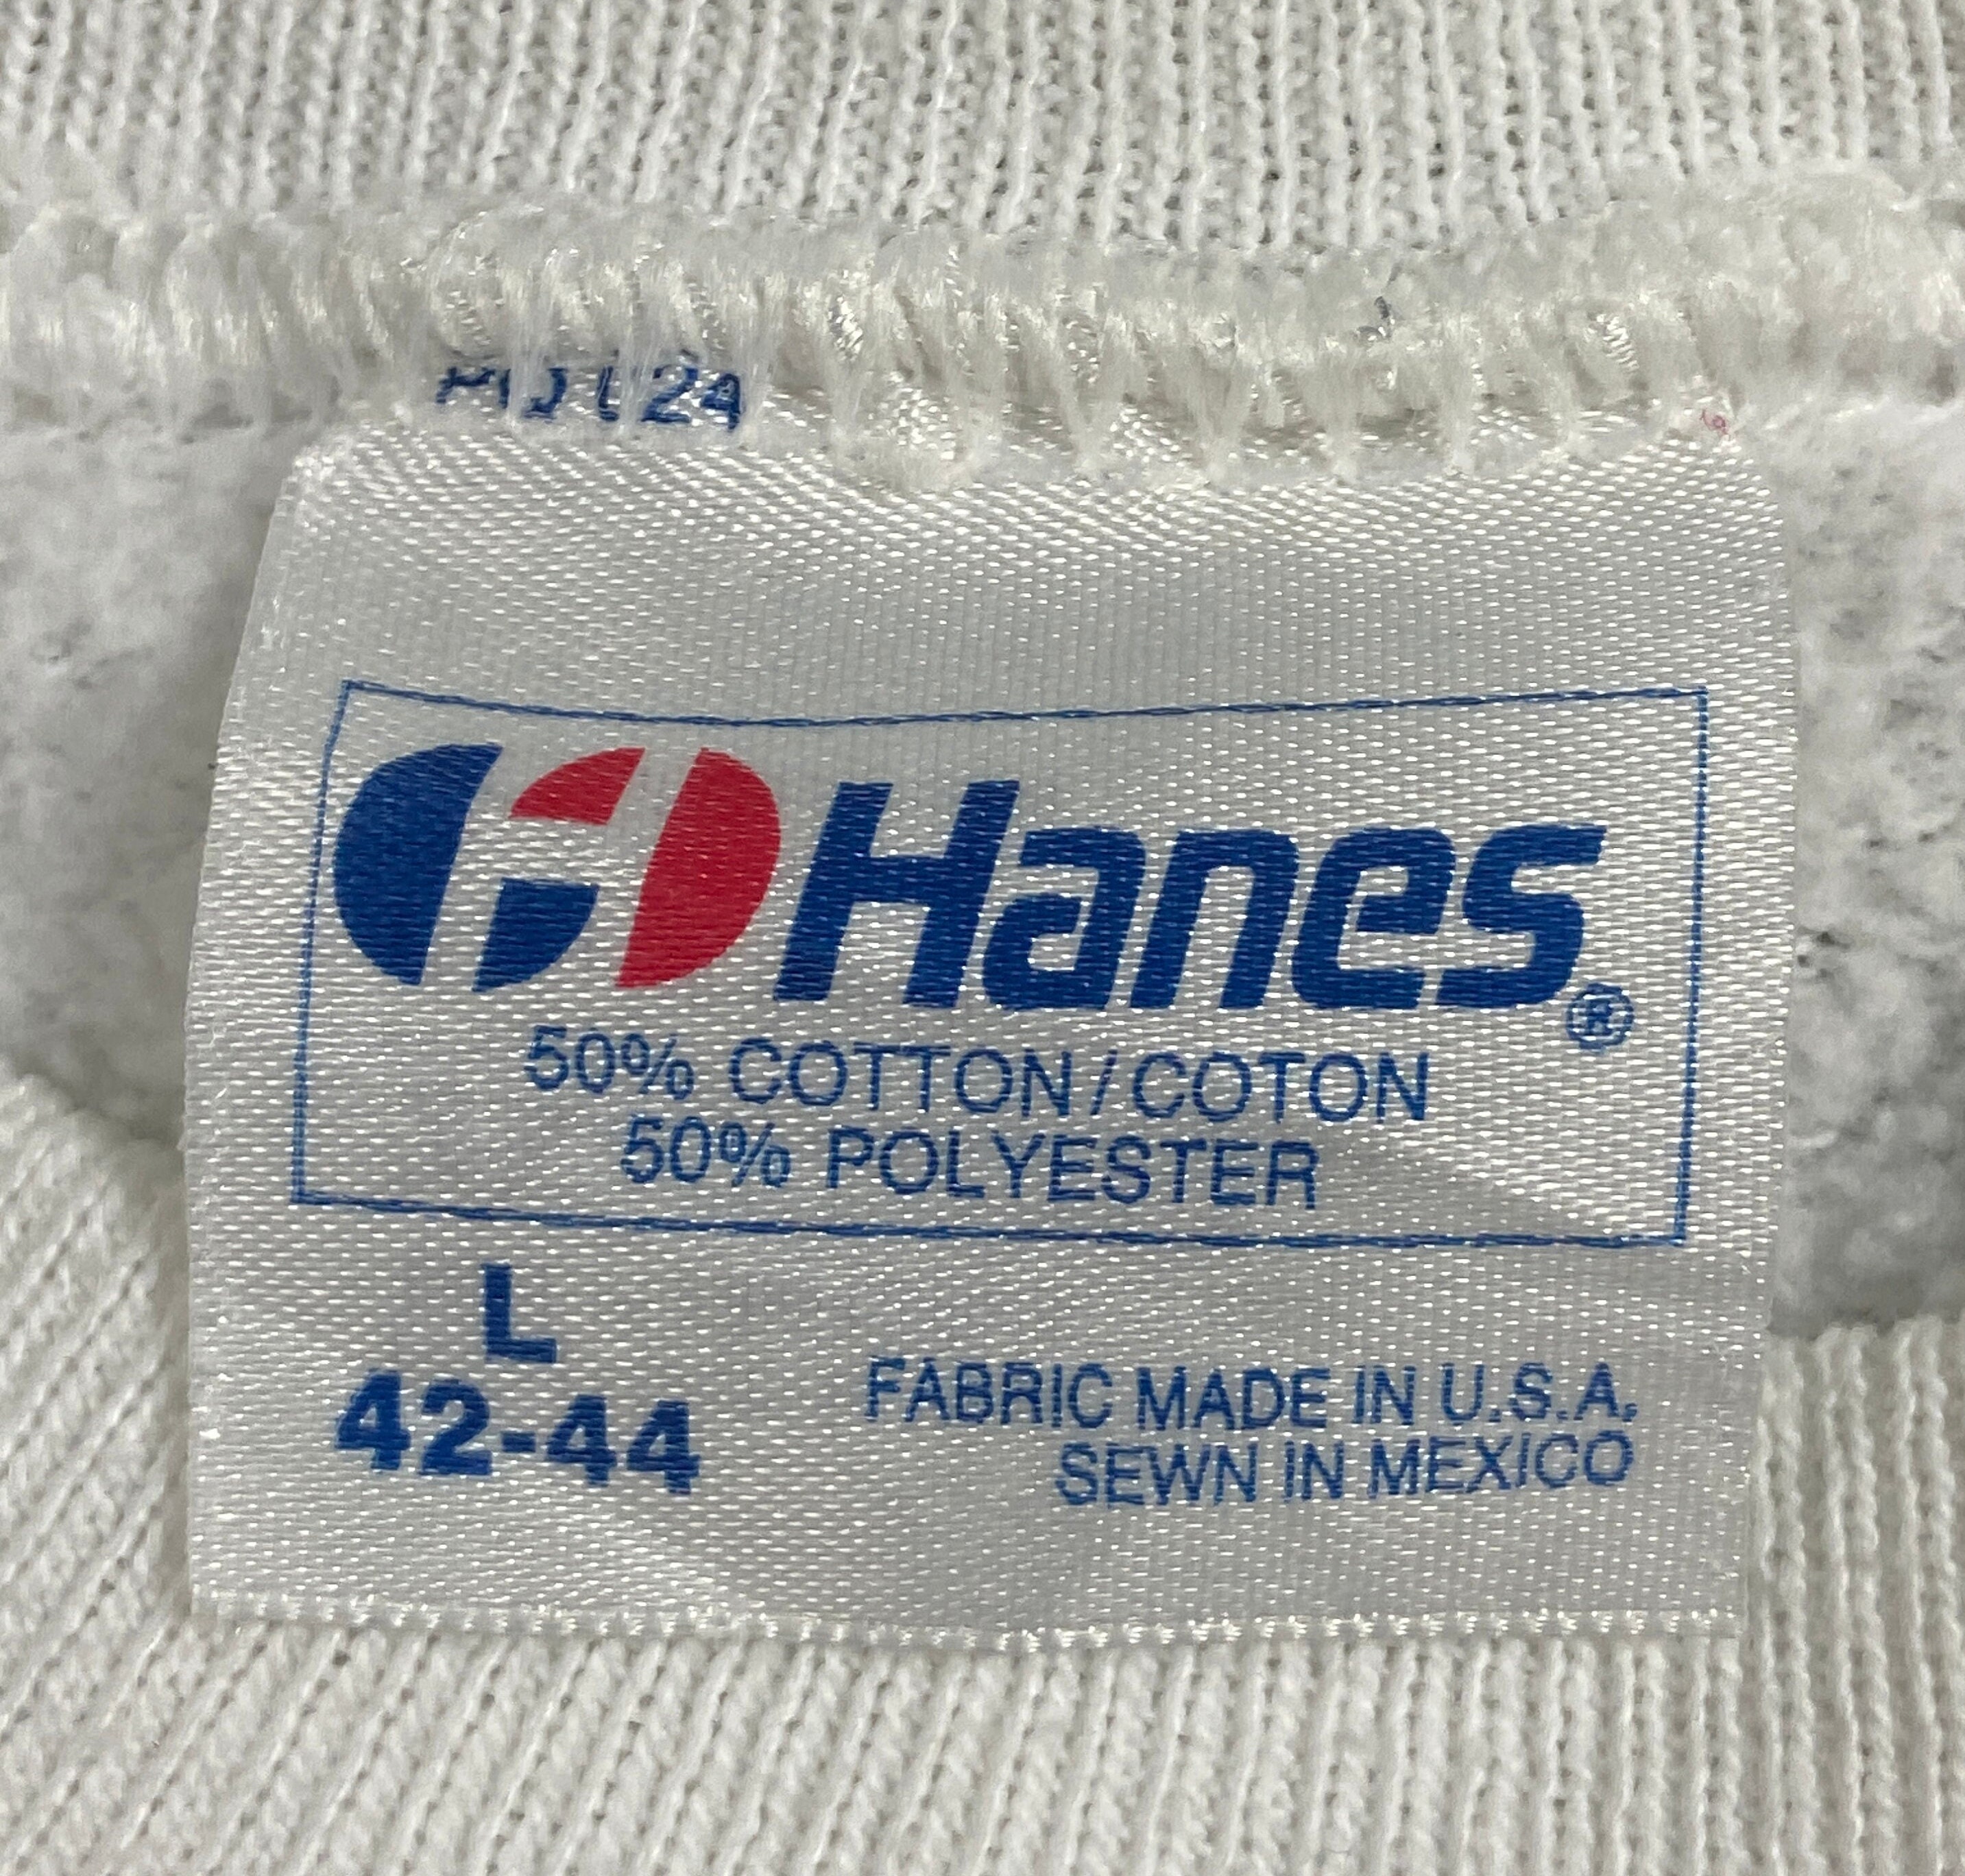 Hanes®
50% COTTON/COTON
50% POLYESTER
L
42-44
FABRIC MADE IN U.S.A.
SEWN IN MEXICO